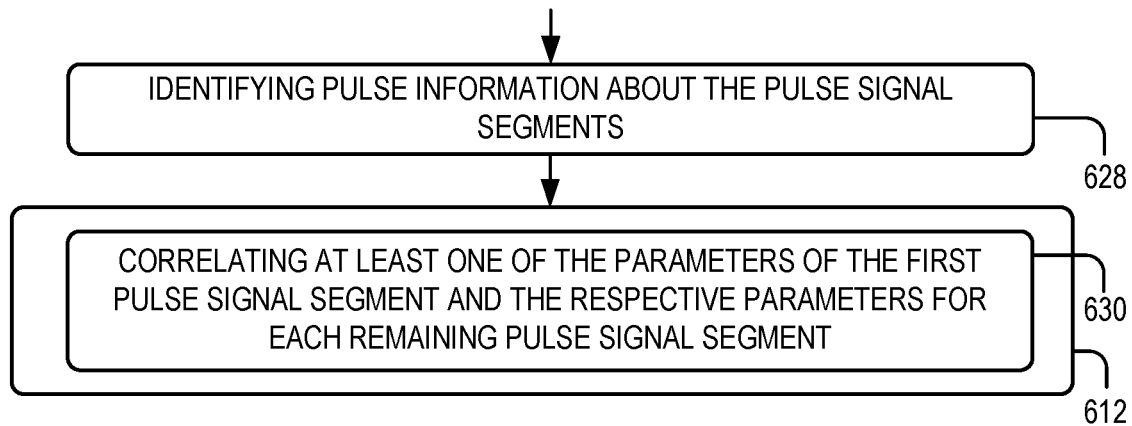 IDENTIFYING PULSE INFORMATION ABOUT THE PULSE SIGNAL
SEGMENTS
628
CORRELATING AT LEAST ONE OF THE PARAMETERS OF THE FIRST
PULSE SIGNAL SEGMENT AND THE RESPECTIVE PARAMETERS FOR
EACH REMAINING PULSE SIGNAL SEGMENT
630
612